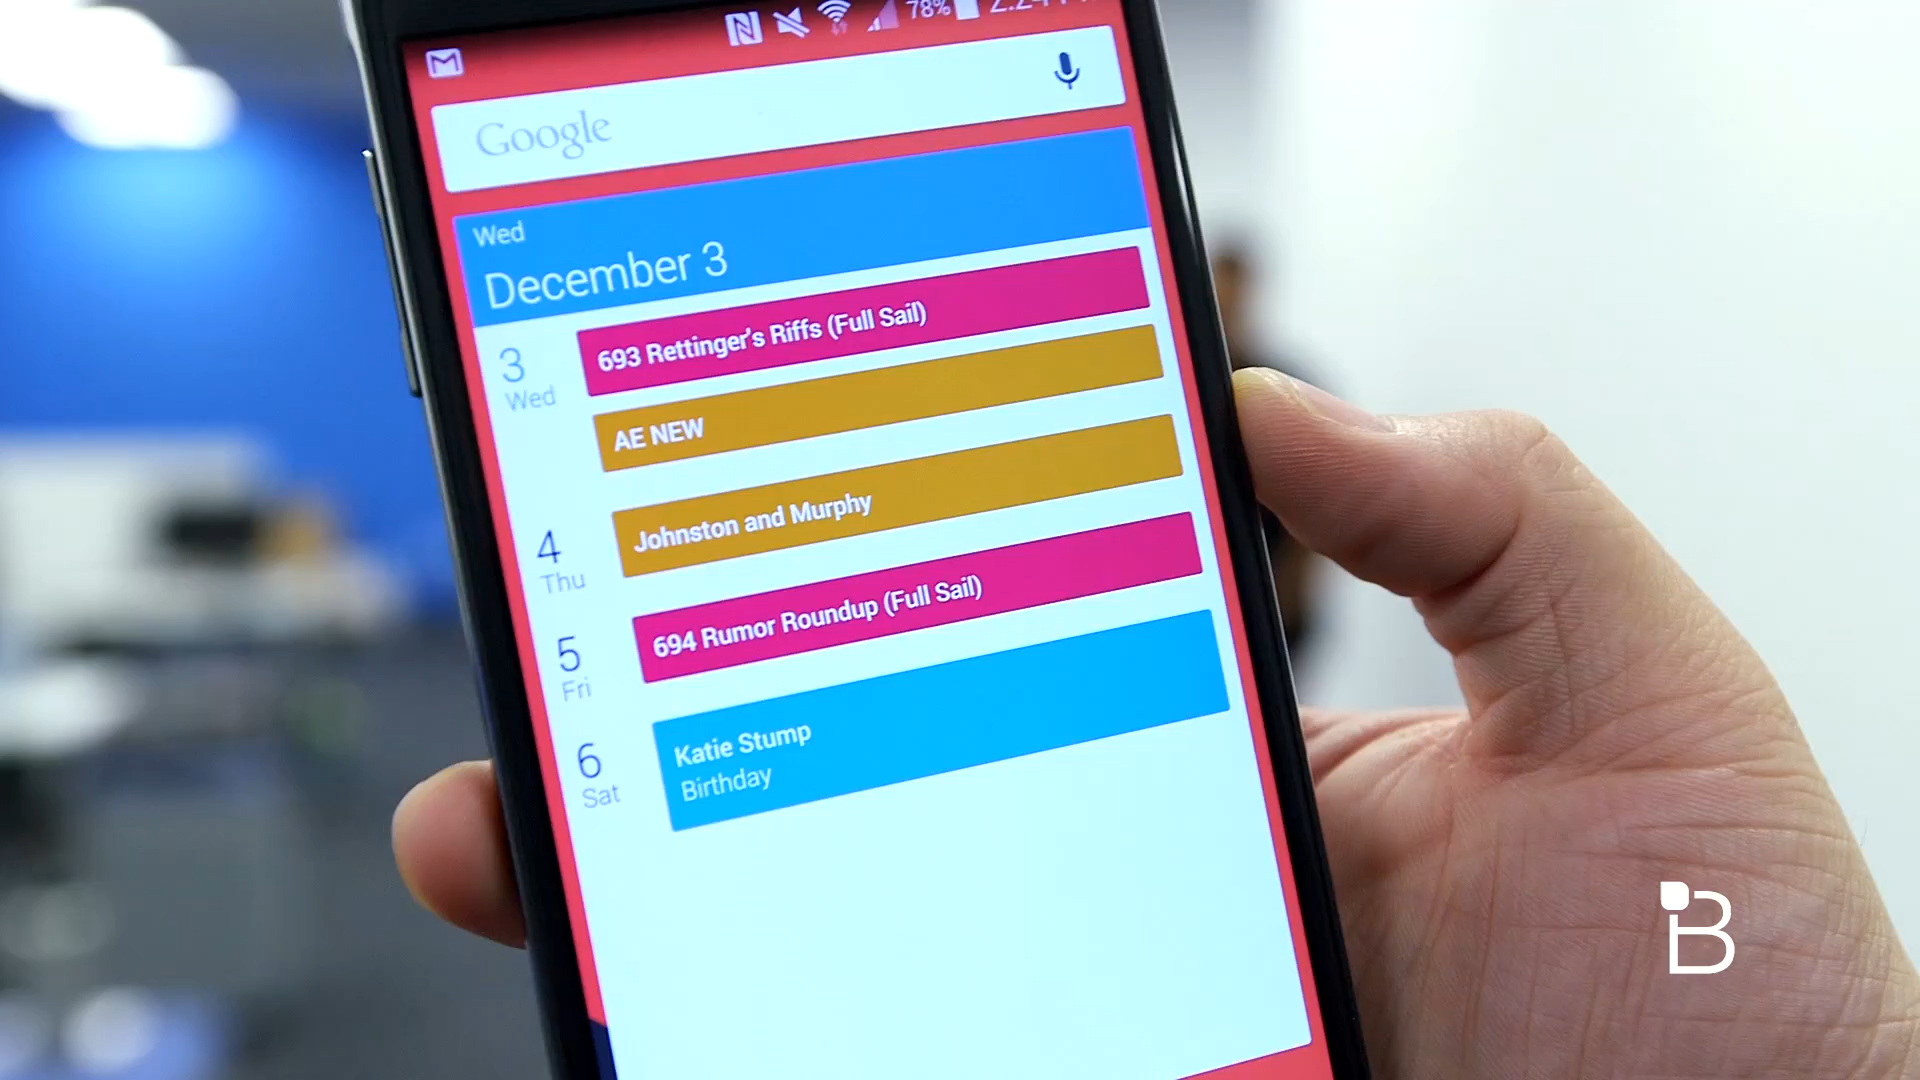 78%
Google
Wed
December 3
3
Wed
693 Rettinger's Riffs (Full Sail)
AE NEW
4
Thu
Johnston and Murphy
5
Fri
694 Rumor Roundup (Full Sail)
6
Sat
Katie Stump
Birthday
B